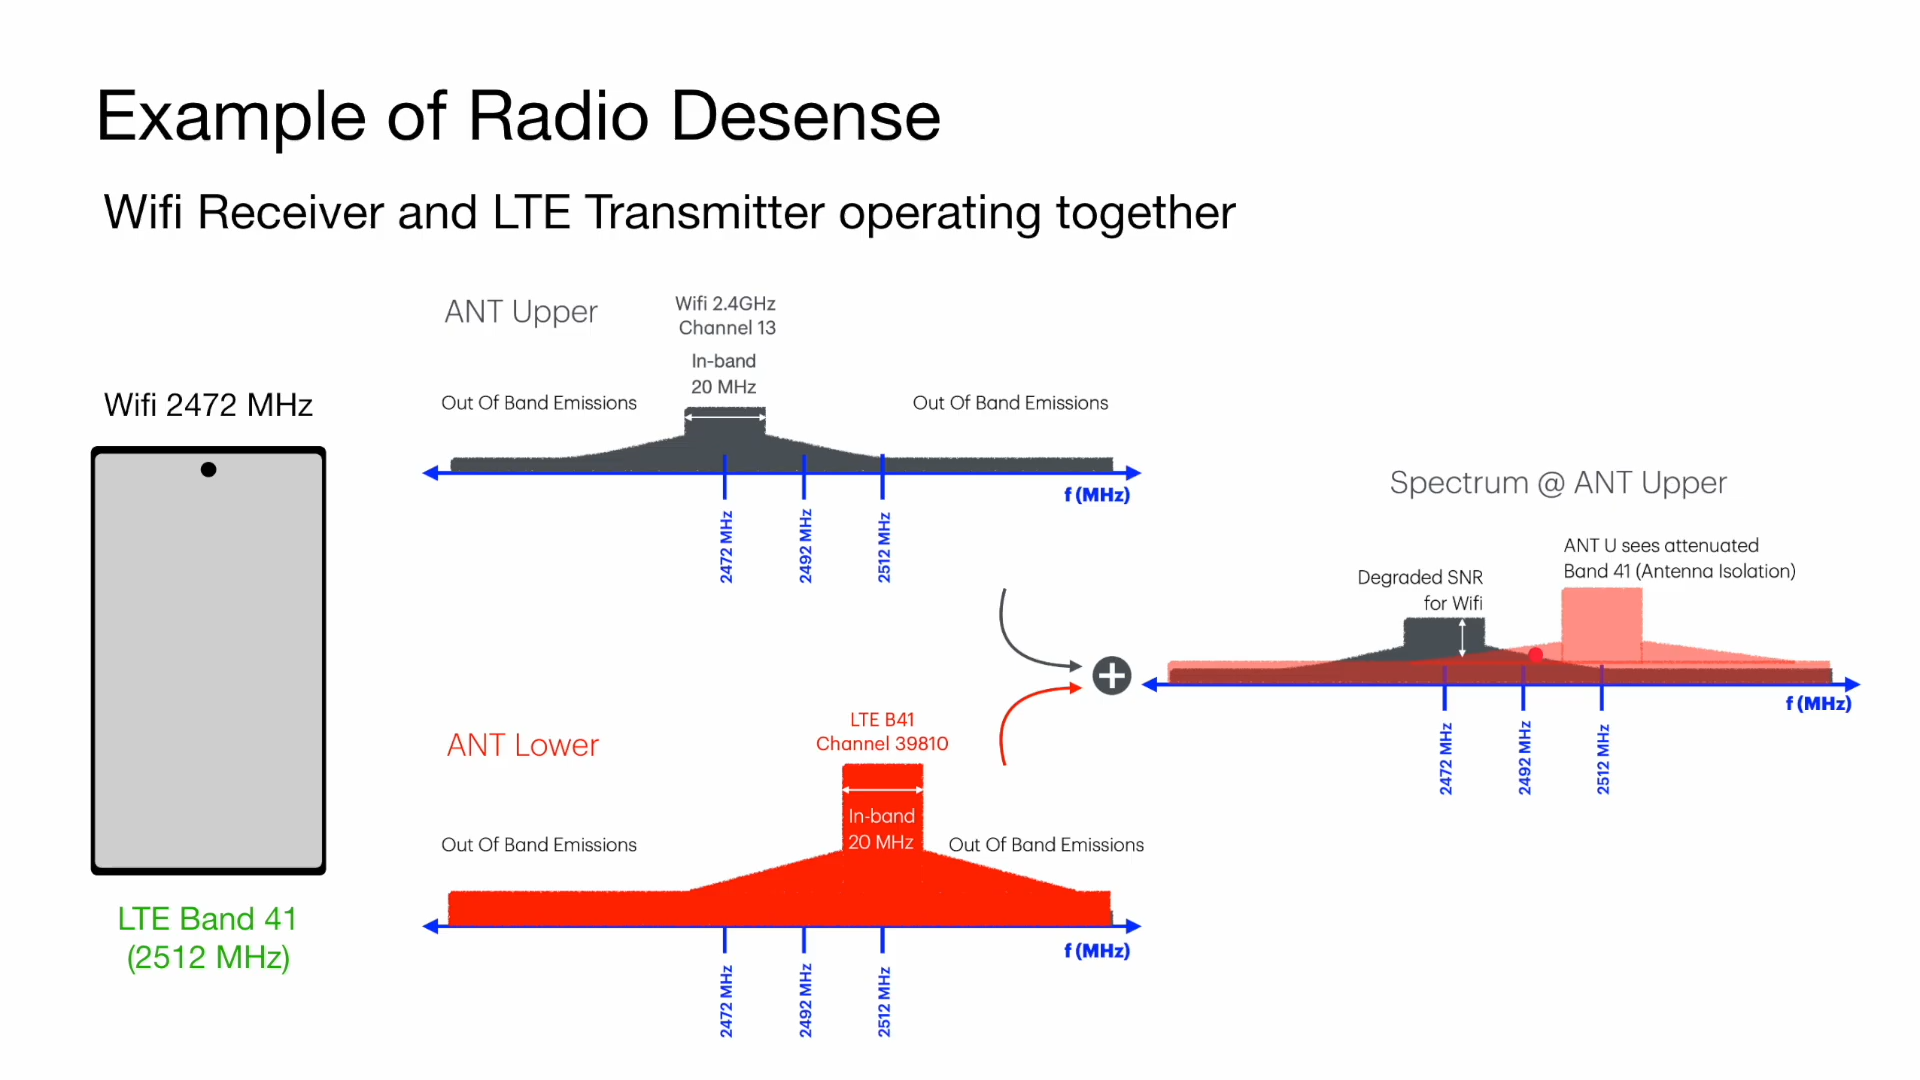 Example of Radio Desense
Wifi Receiver and LTE Transmitter operating together
Wifi 2472 MHz
LTE Band 41
(2512 MHz)
ANT Upper
Wifi 2.4GHz
Channel 13
In-band
20 MHz
Out Of Band Emissions
Out Of Band Emissions
f (MHz)
2472 MHz
2492 MHz
2512 MHz
ANT Lower
LTE B41
Channel 39810
In-band
20 MHz
Out Of Band Emissions
Out Of Band Emissions
f (MHz)
2472 MHz
2492 MHz
2512 MHz
Spectrum @ ANT Upper
ANT U sees attenuated
Band 41 (Antenna Isolation)
Degraded SNR
for Wifi
f (MHz)
2472 MHz
2492 MHz
2512 MHz